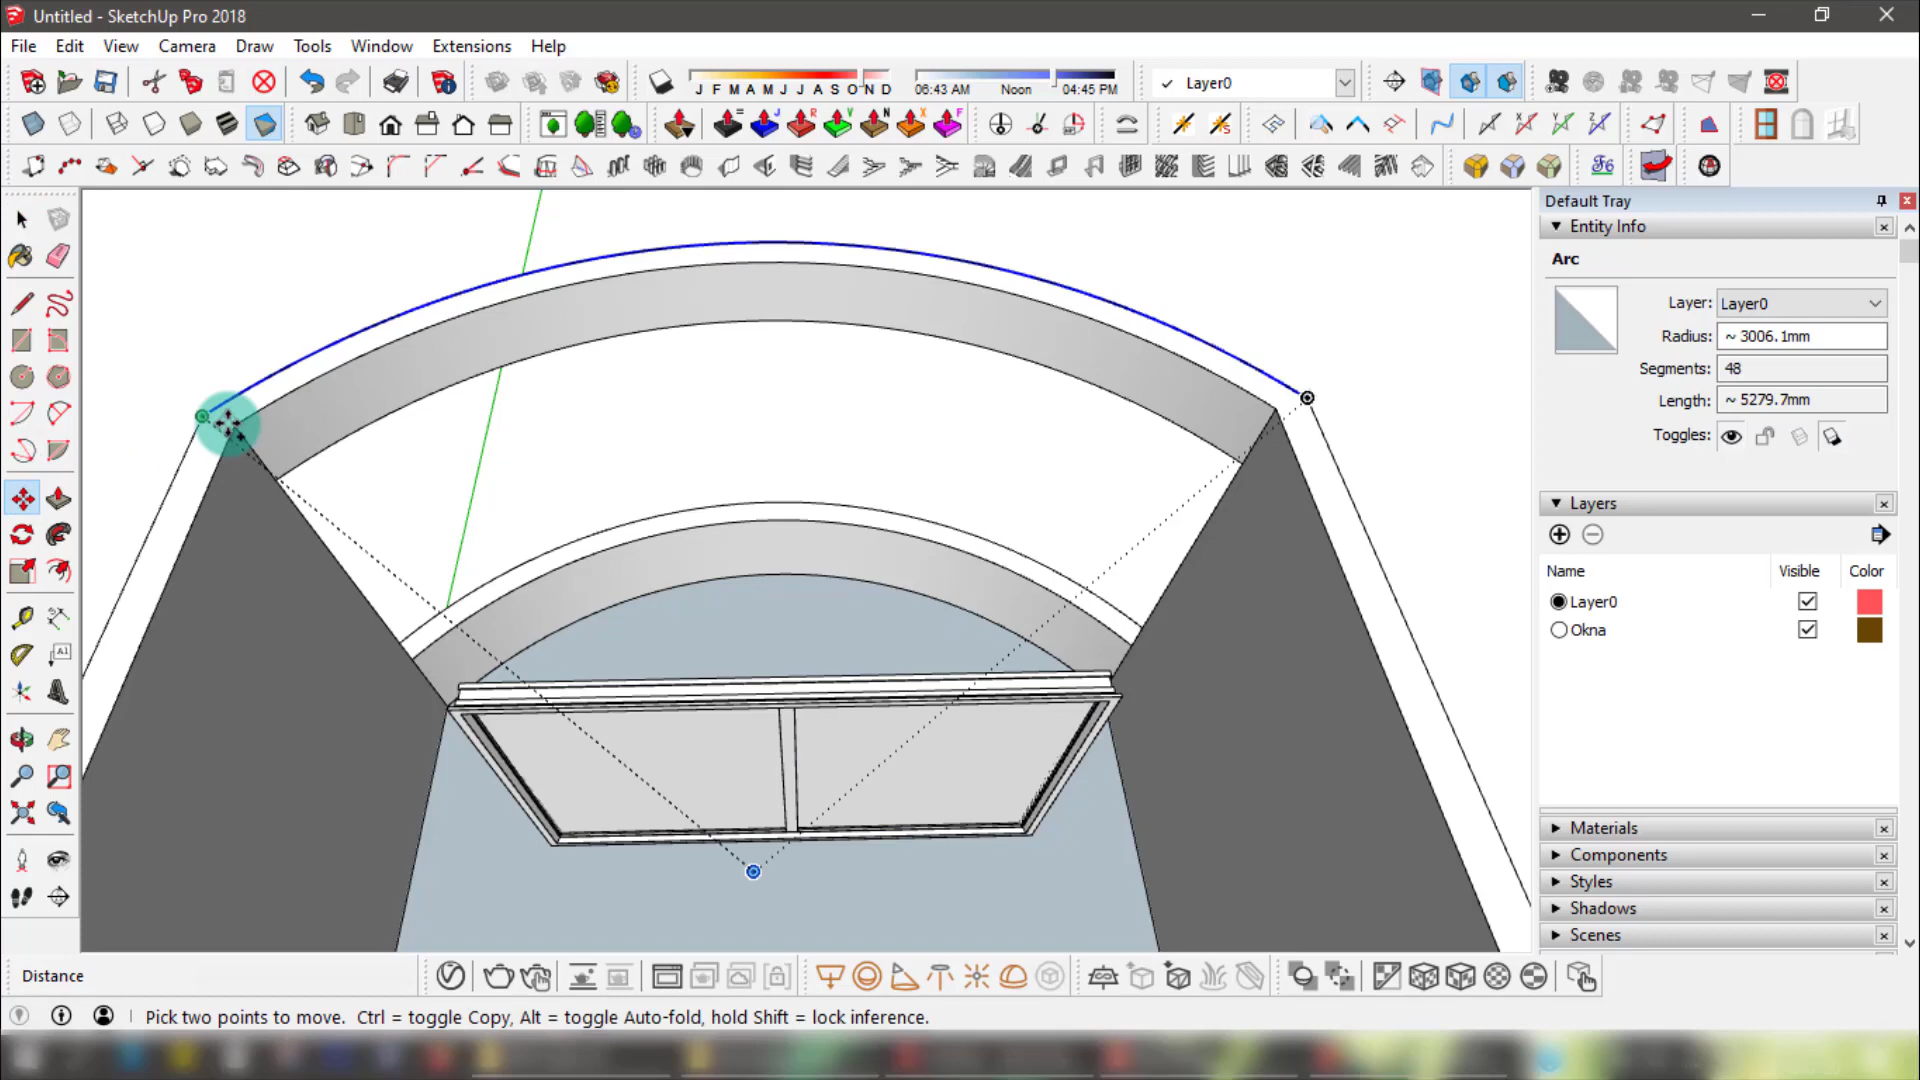 Untitled - SketchUp Pro 2018
File Edit View Camera Draw Tools Window Extensions Help
J F M A M J J A S O N D 06:43 AM Noon 04:45 PM Layer0
Default Tray
Entity Info
Arc
Layer: Layer0
Radius: ~ 3006.1mm
Segments: 48
Length: ~ 5279.7mm
Toggles:
Layers
Name Visible Color
Layer0
Okna
Materials
Components
Styles
Shadows
Scenes
Distance
Pick two points to move. Ctrl = toggle Copy, Alt = toggle Auto-fold, hold Shift = lock inference.